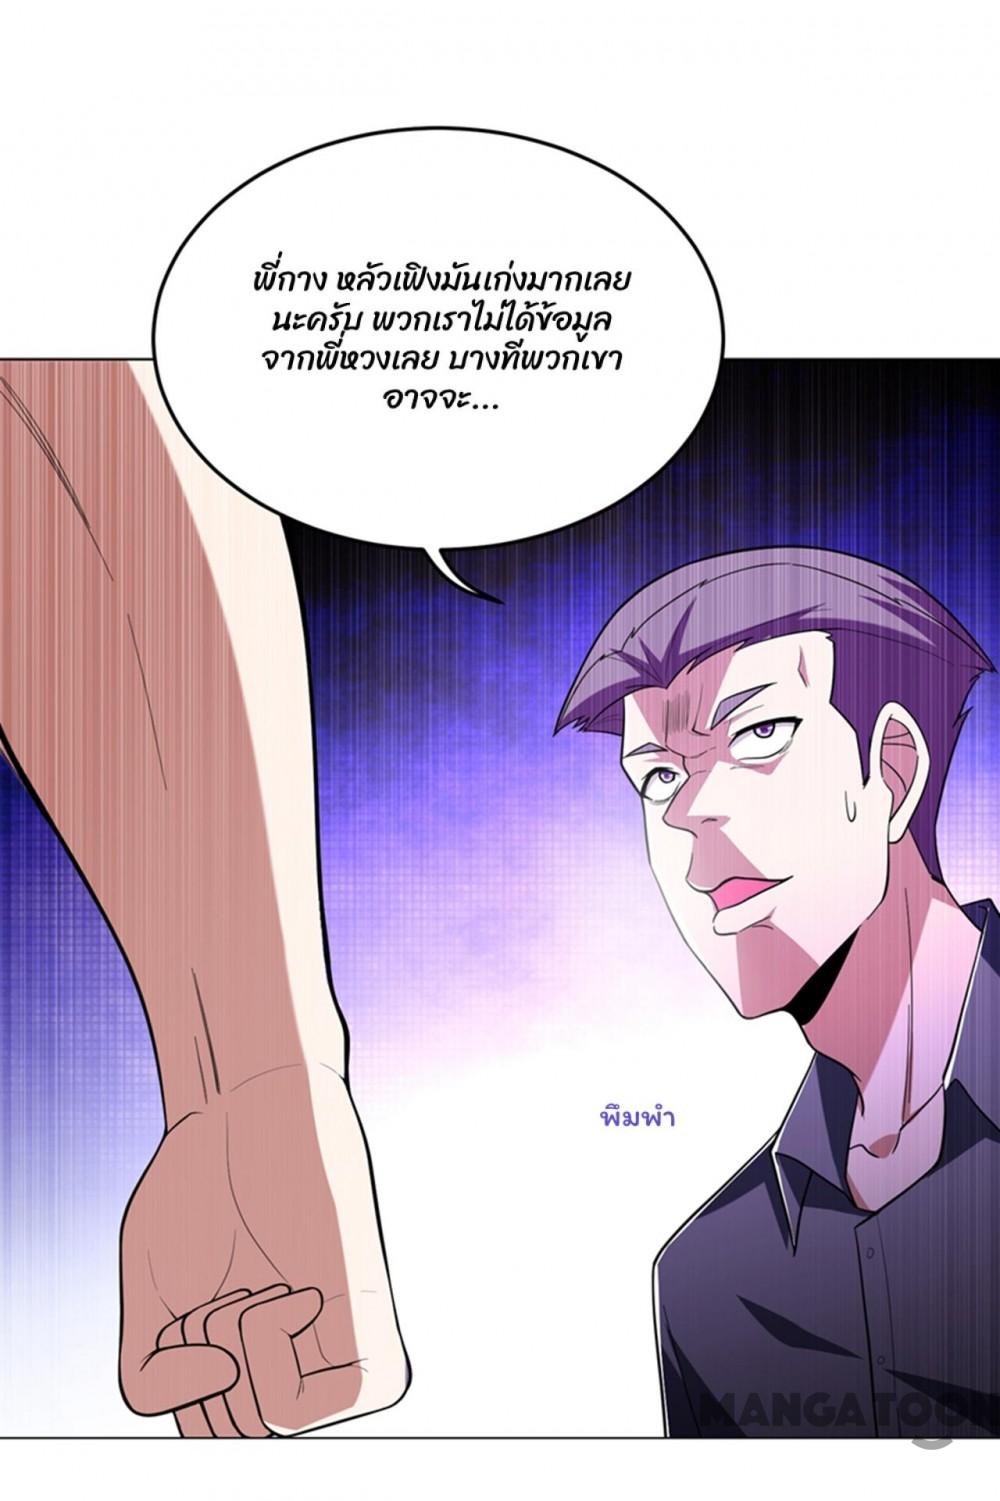 พี่กาง หลัวเฟิงมันเก่งมากเลย
นะครับ พวกเราไม่ได้ข้อมูล
จากพี่หวงเลย บางทีพวกเขา
อาจจะ...
พึมพำ
MANGATOON